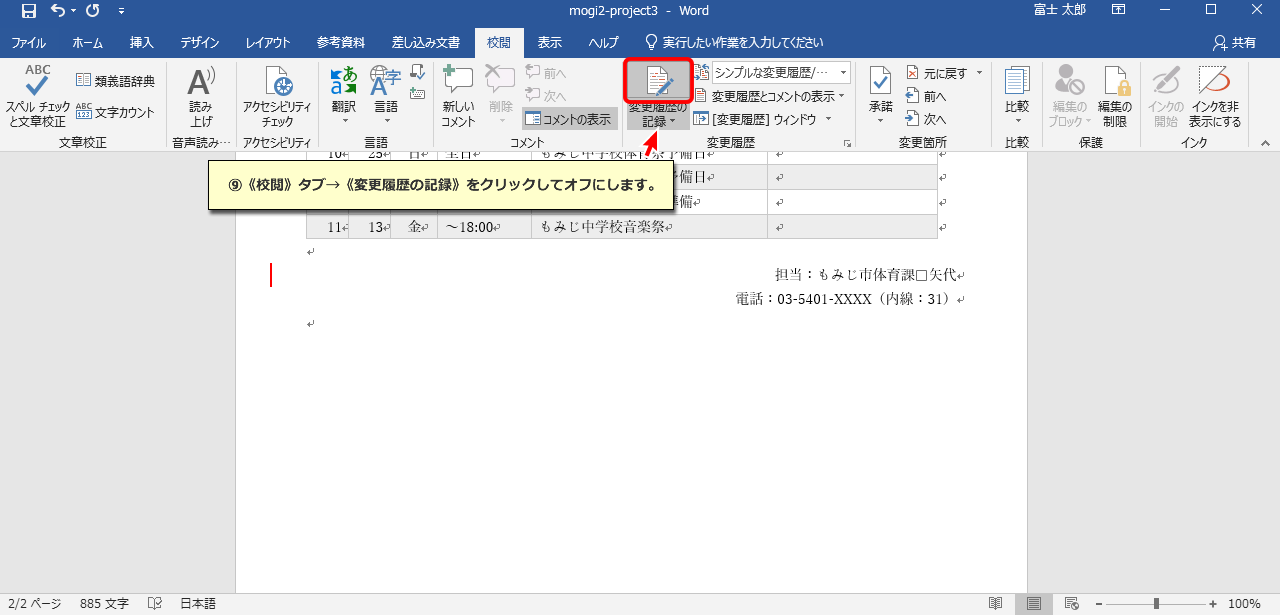 mogi2-project3 - Word
富士 太郎
ファイル ホーム 挿入 デザイン レイアウト 参考資料 差し込み文書 校閲 表示 ヘルプ 実行したい作業を入力してください 共有
ABC
スペル チェック
と文章校正
類義語辞典
ABC
123
文字カウント
文章校正
読み
上げ
音声読み…
アクセシビリティ
チェック
アクセシビリティ
翻訳
言語
言語
新しい
コメント
削除
前へ
次へ
コメントの表示
コメント
変更履歴の
記録
シンプルな変更履歴/…
変更履歴とコメントの表示
[変更履歴] ウィンドウ
変更履歴
承諾
元に戻す
前へ
次へ
変更箇所
比較
比較
編集の
ブロック
編集の
制限
保護
インクの
開始
インクを非
表示にする
インク
⑨《校閲》タブ→《変更履歴の記録》をクリックしてオフにします。
10 25 日 全日 もみじ中学校体育祭予備日
備日
備
11 13 金 ～18:00 もみじ中学校音楽祭
担当：もみじ市体育課□矢代
電話：03-5401-XXXX（内線：31）
2/2 ページ 885 文字 日本語 100%